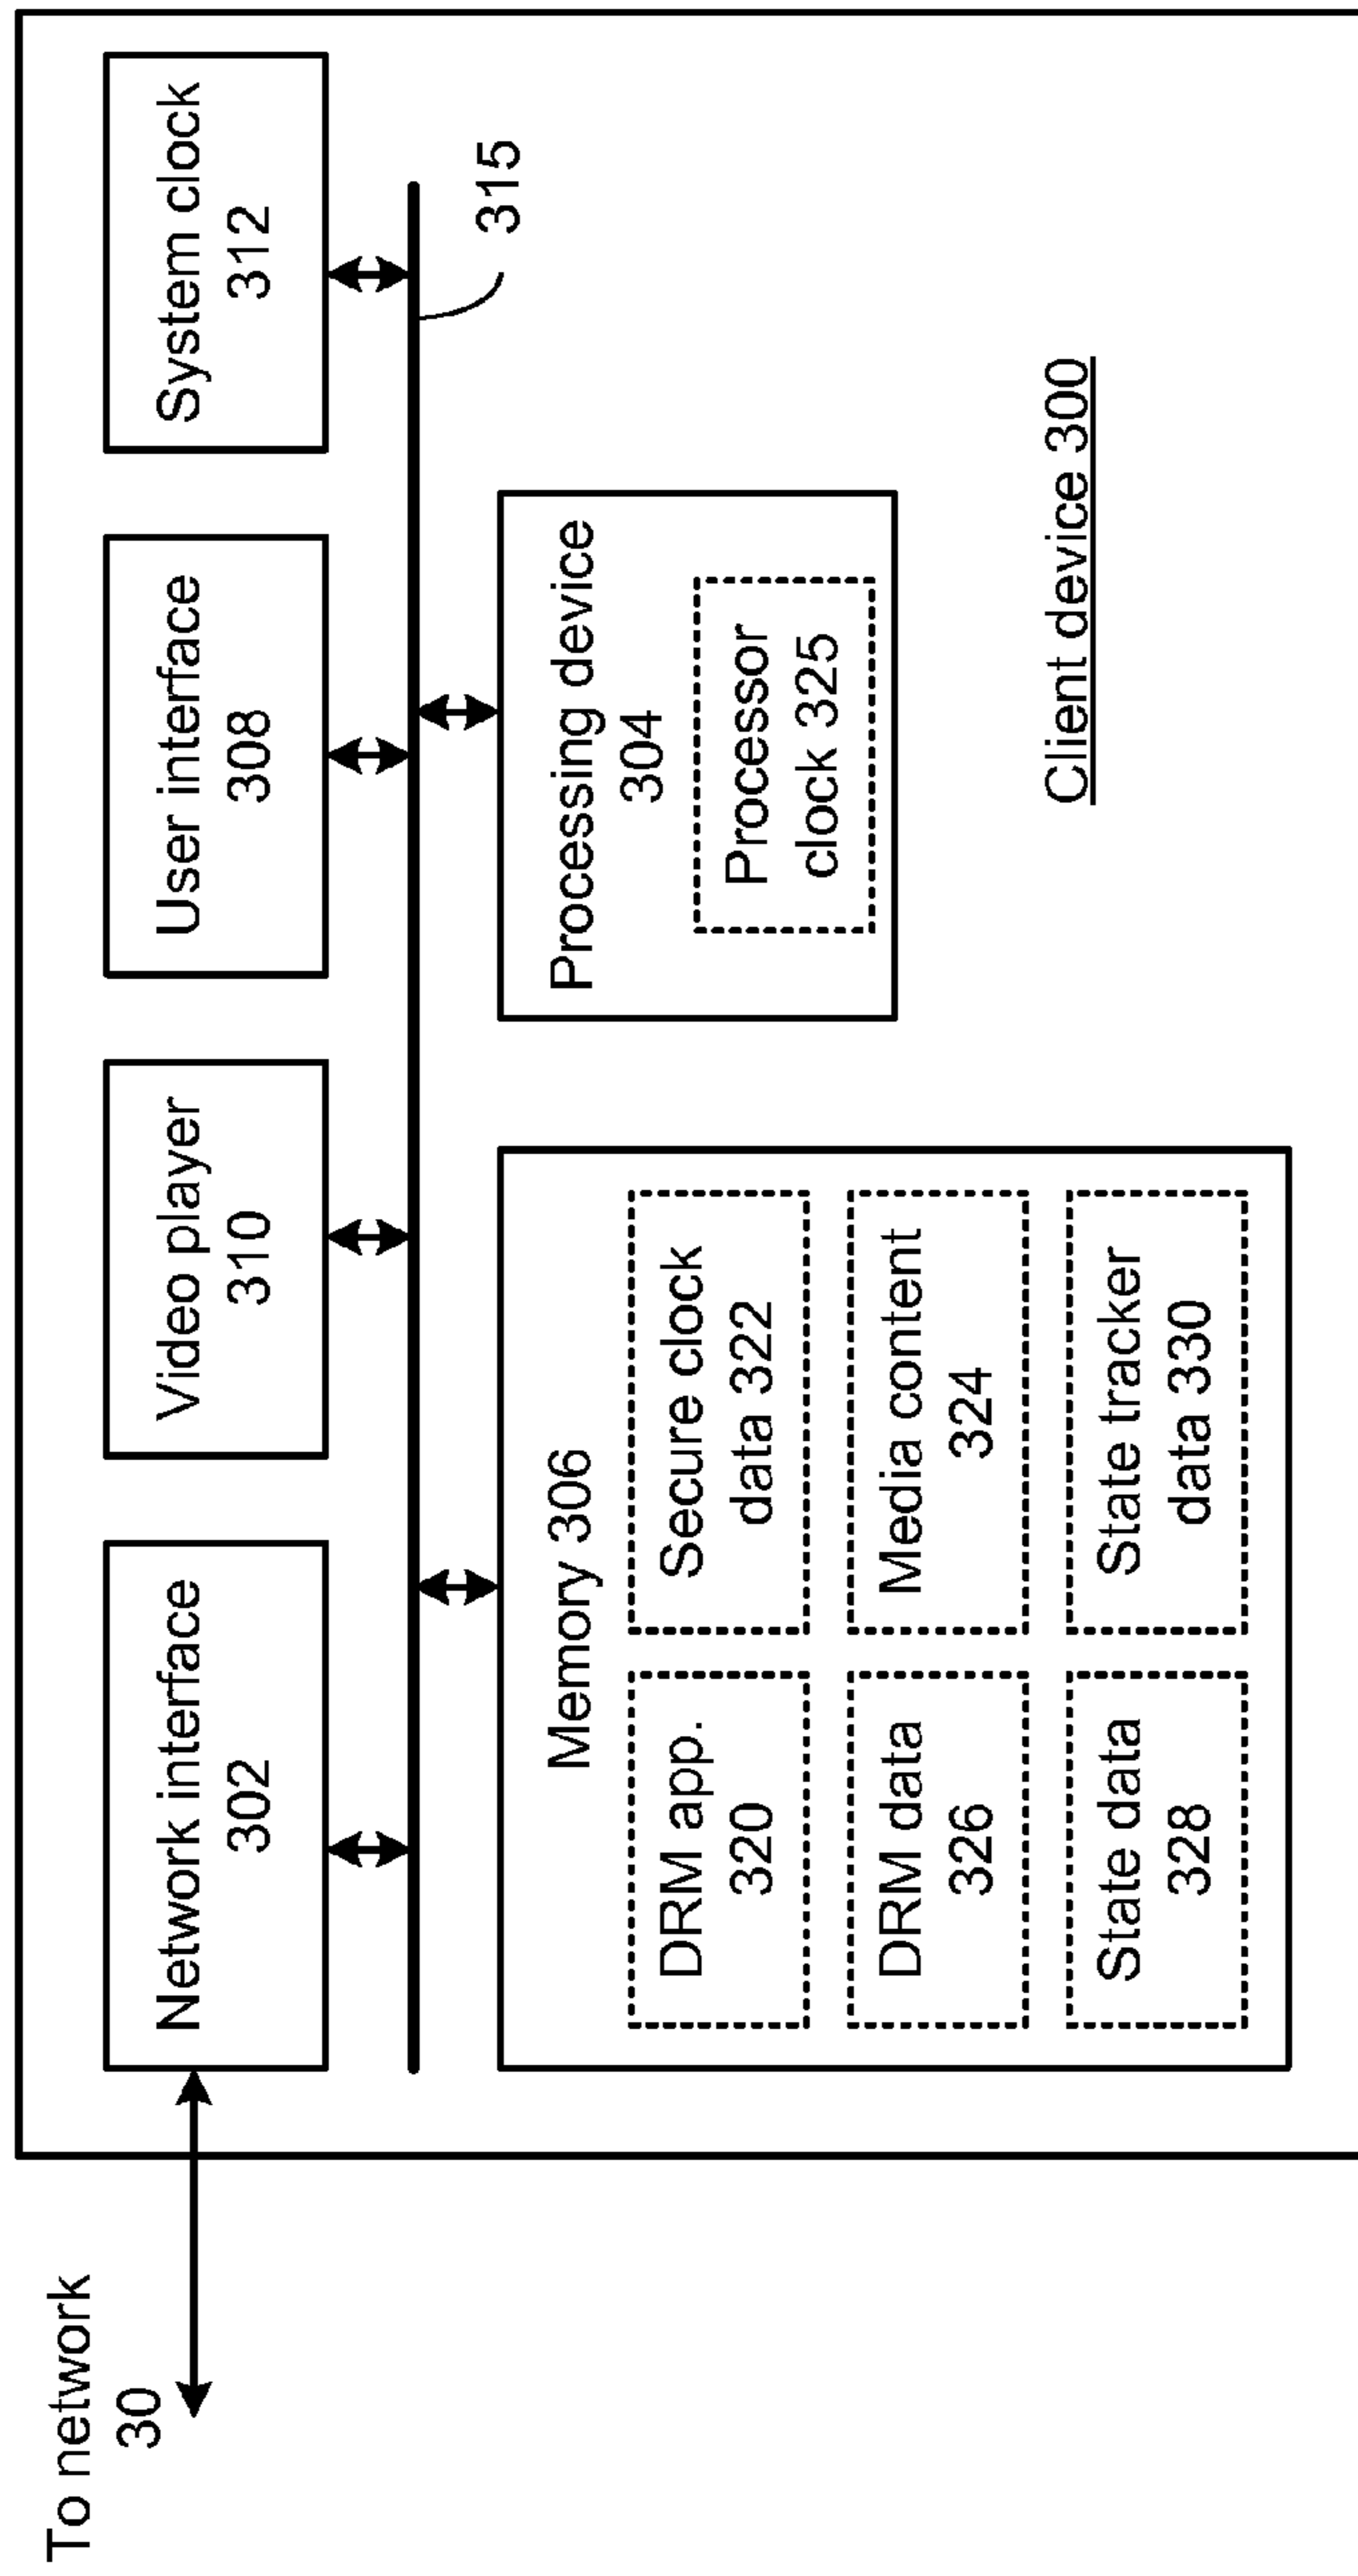 To network
30
Network interface
302
Video player
310
User interface
308
System clock
312
315
Memory 306
DRM app.
320
Secure clock
data 322
DRM data
326
Media content
324
State data
328
State tracker
data 330
Processing device
304
Processor
clock 325
Client device 300